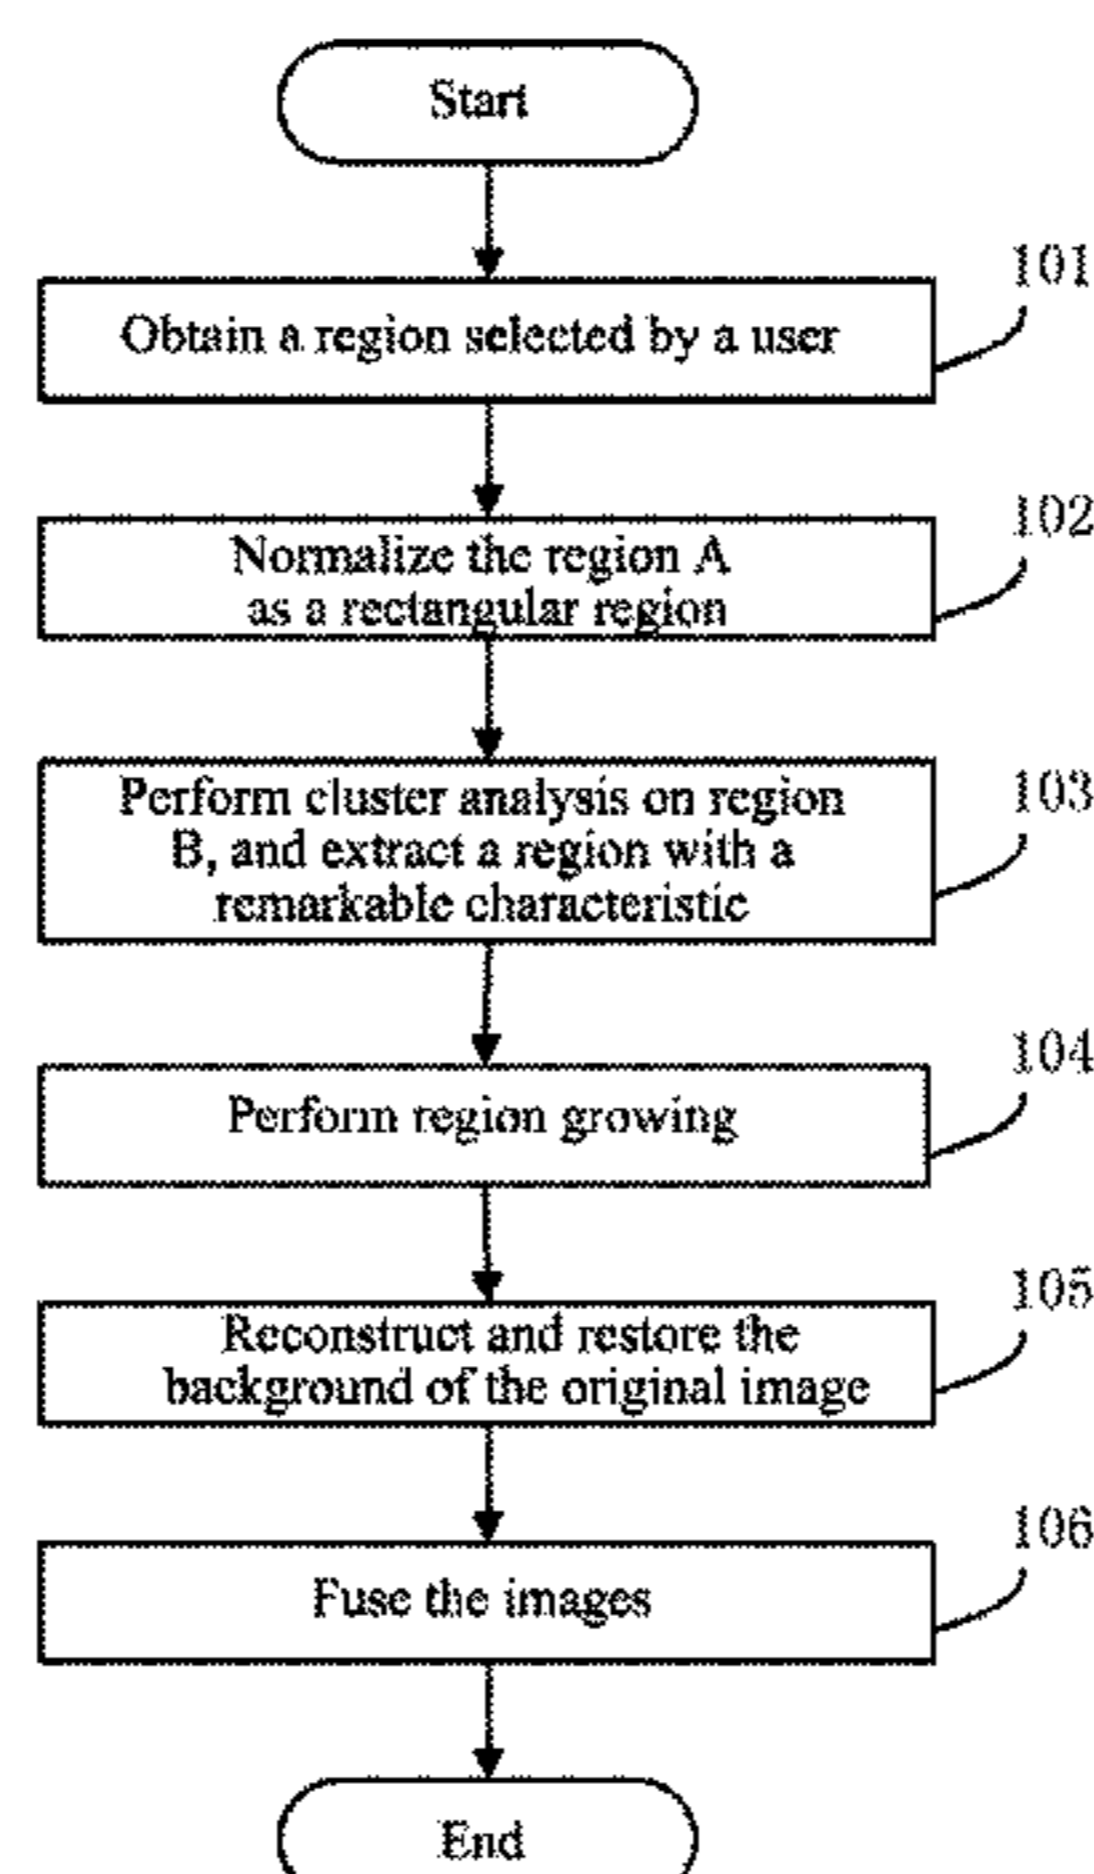 Start
101
Obtain a region selected by a user
102
Normalize the region A
as a rectangular region
103
Perform cluster analysis on region
B, and extract a region with a
remarkable characteristic
104
Perform region growing
105
Reconstruct and restore the
background of the original image
106
Fuse the images
End